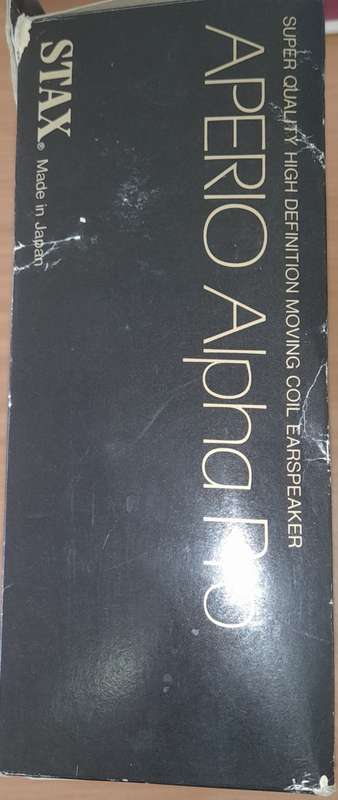 SUPER QUALITY HIGH DEFINITION MOVING COIL EARSPEAKER
APERIO Alpha Pro
STAX® Made in Japan